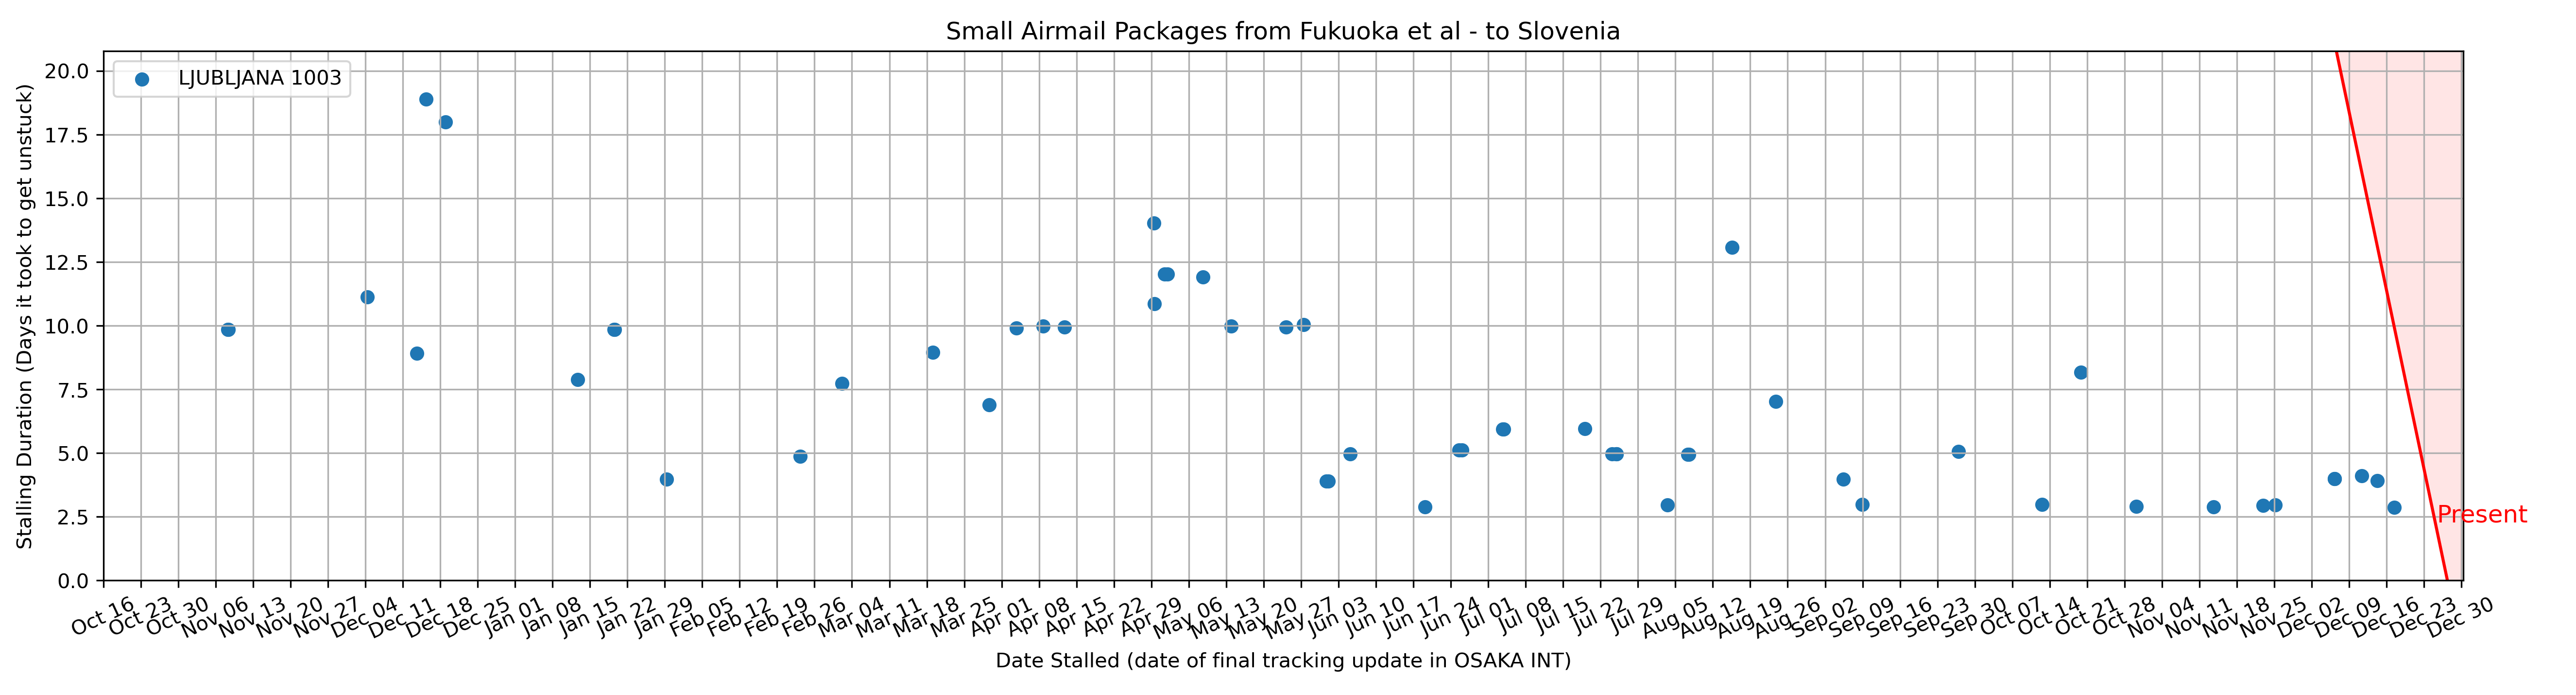 Small Airmail Packages from Fukuoka et al - to Slovenia
LJUBLJANA 1003
Stalling Duration (Days it took to get unstuck)
20.0
17.5
15.0
12.5
10.0
7.5
5.0
2.5
0.0
Present
Oct 16
Oct 23
Oct 30
Nov 06
Nov 13
Nov 20
Nov 27
Dec 04
Dec 11
Dec 18
Dec 25
Jan 01
Jan 08
Jan 15
Jan 22
Jan 29
Feb 05
Feb 12
Feb 19
Feb 26
Mar 04
Mar 11
Mar 18
Mar 25
Apr 01
Apr 08
Apr 15
Apr 22
Apr 29
May 06
May 13
May 20
May 27
Jun 03
Jun 10
Jun 17
Jun 24
Jul 01
Jul 08
Jul 15
Jul 22
Jul 29
Aug 05
Aug 12
Aug 19
Aug 26
Sep 02
Sep 09
Sep 16
Sep 23
Sep 30
Oct 07
Oct 14
Oct 21
Oct 28
Nov 04
Nov 11
Nov 18
Nov 25
Dec 02
Dec 09
Dec 16
Dec 23
Dec 30
Date Stalled (date of final tracking update in OSAKA INT)